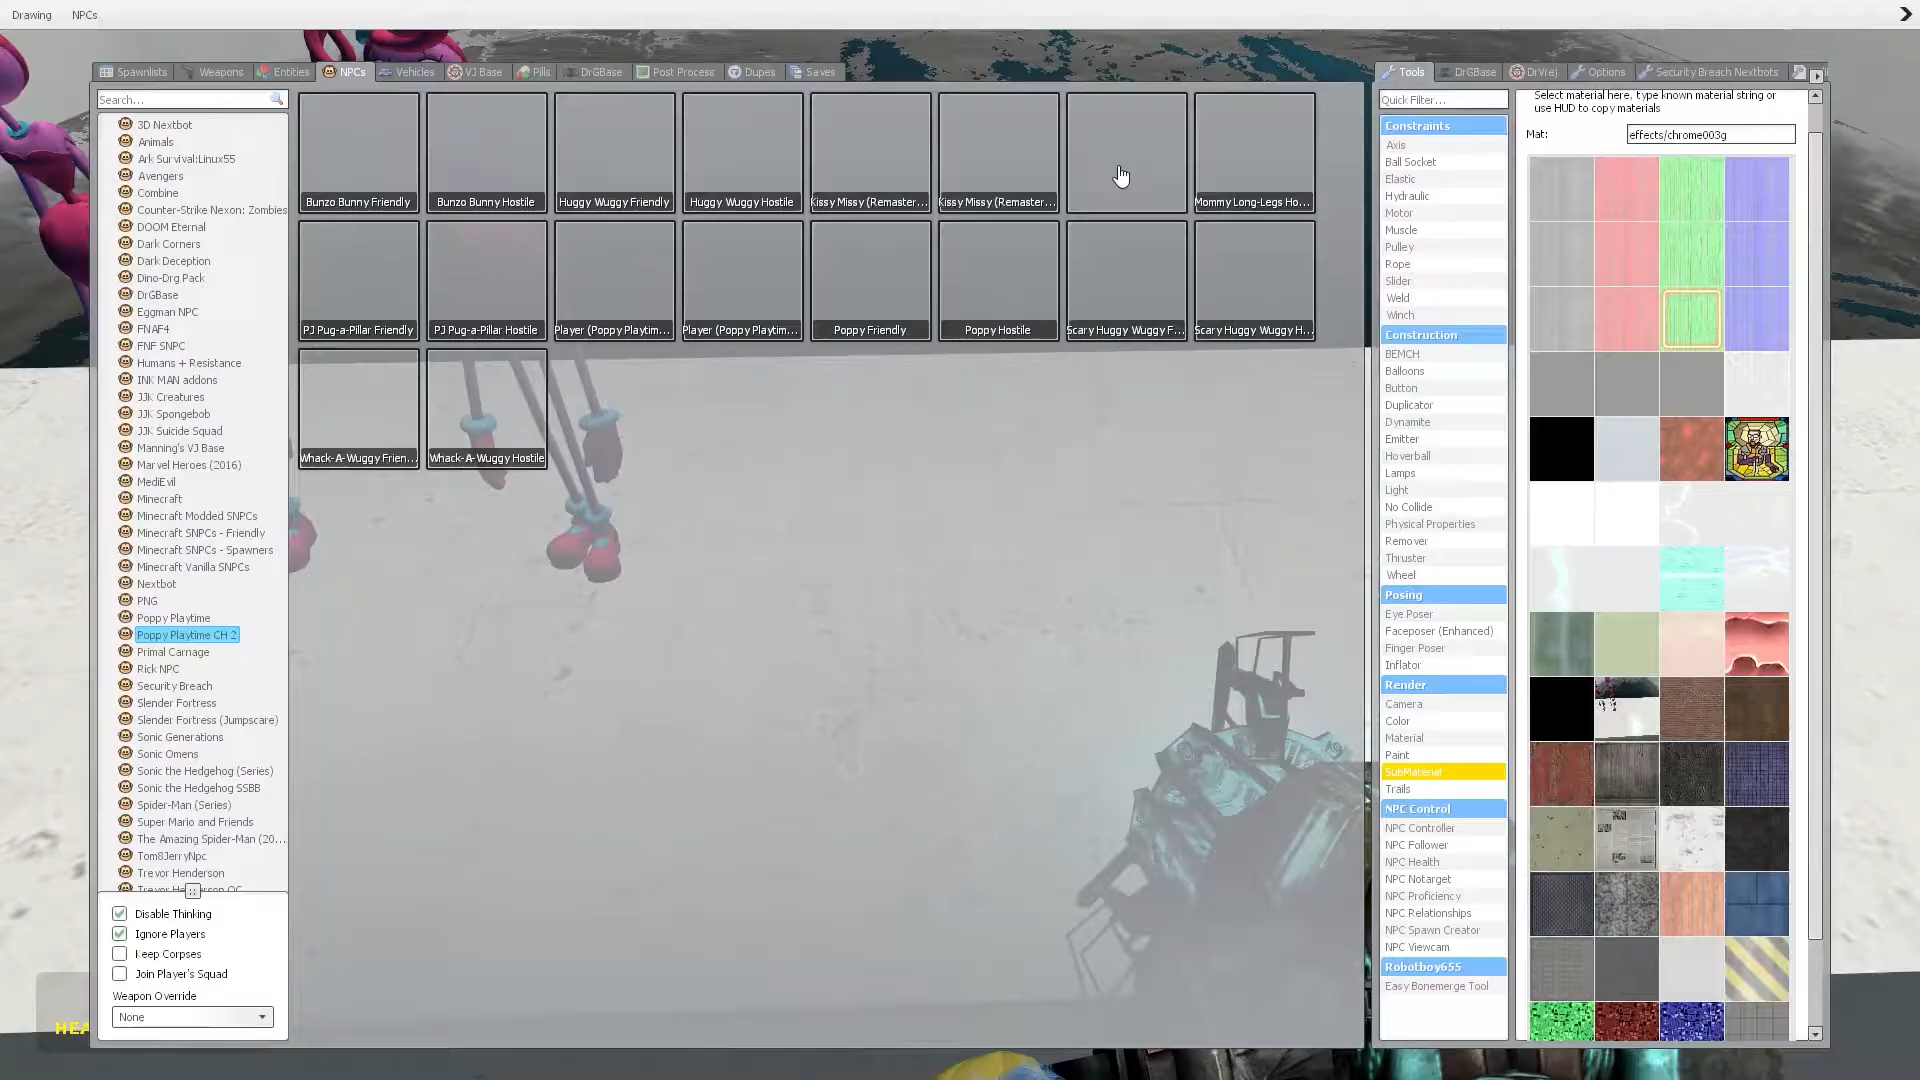 Drawing NPCs
Spawnlists Weapons Entities NPCs Vehicles VJ Base Pills DrGBase Post Process Dupes Saves
Tools DrGBase DrVrej Options Security Breach Nextbots
Search...
3D Nextbot
Animals
Ark Survival:Linux55
Avengers
Combine
Counter-Strike Nexon: Zombies
DOOM Eternal
Dark Corners
Dark Deception
Dino-Drg Pack
DrGBase
Eggman NPC
FNAF4
FNF SNPC
Humans + Resistance
INK MAN addons
JJK Creatures
JJK Spongebob
JJK Suicide Squad
Manning's VJ Base
Marvel Heroes (2016)
MediEvil
Minecraft
Minecraft Modded SNPCs
Minecraft SNPCs - Friendly
Minecraft SNPCs - Spawners
Minecraft Vanilla SNPCs
Nextbot
PNG
Poppy Playtime
Poppy Playtime CH 2
Primal Carnage
Rick NPC
Security Breach
Slender Fortress
Slender Fortress (Jumpscare)
Sonic Generations
Sonic Omens
Sonic the Hedgehog (Series)
Sonic the Hedgehog SSBB
Spider-Man (Series)
Super Mario and Friends
The Amazing Spider-Man (20...
Tom8JerryNpc
Trevor Henderson
Trevor Henderson OC
Disable Thinking
Ignore Players
Keep Corpses
Join Player's Squad
Weapon Override
None
HEA
Bunzo Bunny Friendly
Bunzo Bunny Hostile
Huggy Wuggy Friendly
Huggy Wuggy Hostile
Kissy Missy (Remaster...
Kissy Missy (Remaster...
Mommy Long-Legs Ho...
PJ Pug-a-Pillar Friendly
PJ Pug-a-Pillar Hostile
Player (Poppy Playtim...
Player (Poppy Playtim...
Poppy Friendly
Poppy Hostile
Scary Huggy Wuggy F...
Scary Huggy Wuggy H...
Whack-A-Wuggy Frien...
Whack-A-Wuggy Hostile
Quick Filter...
Constraints
Axis
Ball Socket
Elastic
Hydraulic
Motor
Muscle
Pulley
Rope
Slider
Weld
Winch
Construction
BEMCH
Balloons
Button
Duplicator
Dynamite
Emitter
Hoverball
Lamps
Light
No Collide
Physical Properties
Remover
Thruster
Wheel
Posing
Eye Poser
Faceposer (Enhanced)
Finger Poser
Inflator
Render
Camera
Color
Material
Paint
SubMaterial
Trails
NPC Control
NPC Controller
NPC Follower
NPC Health
NPC Notarget
NPC Proficiency
NPC Relationships
NPC Spawn Creator
NPC Viewcam
Robotboy655
Easy Bonemerge Tool
Select material here, type known material string or
use HUD to copy materials
Mat: effects/chrome003g